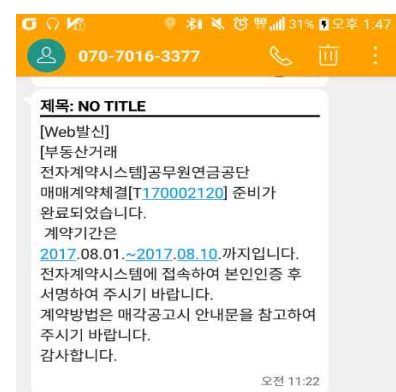 31% 오후 1:47
070-7016-3377
제목: NO TITLE
[Web발신]
[부동산거래
전자계약시스템]공무원연금공단
매매계약체결[T170002120] 준비가
완료되었습니다.
계약기간은
2017.08.01.~2017.08.10.까지입니다.
전자계약시스템에 접속하여 본인인증 후
서명하여 주시기 바랍니다.
계약방법은 매각공고시 안내문을 참고하여
주시기 바랍니다.
감사합니다.
오전 11:22